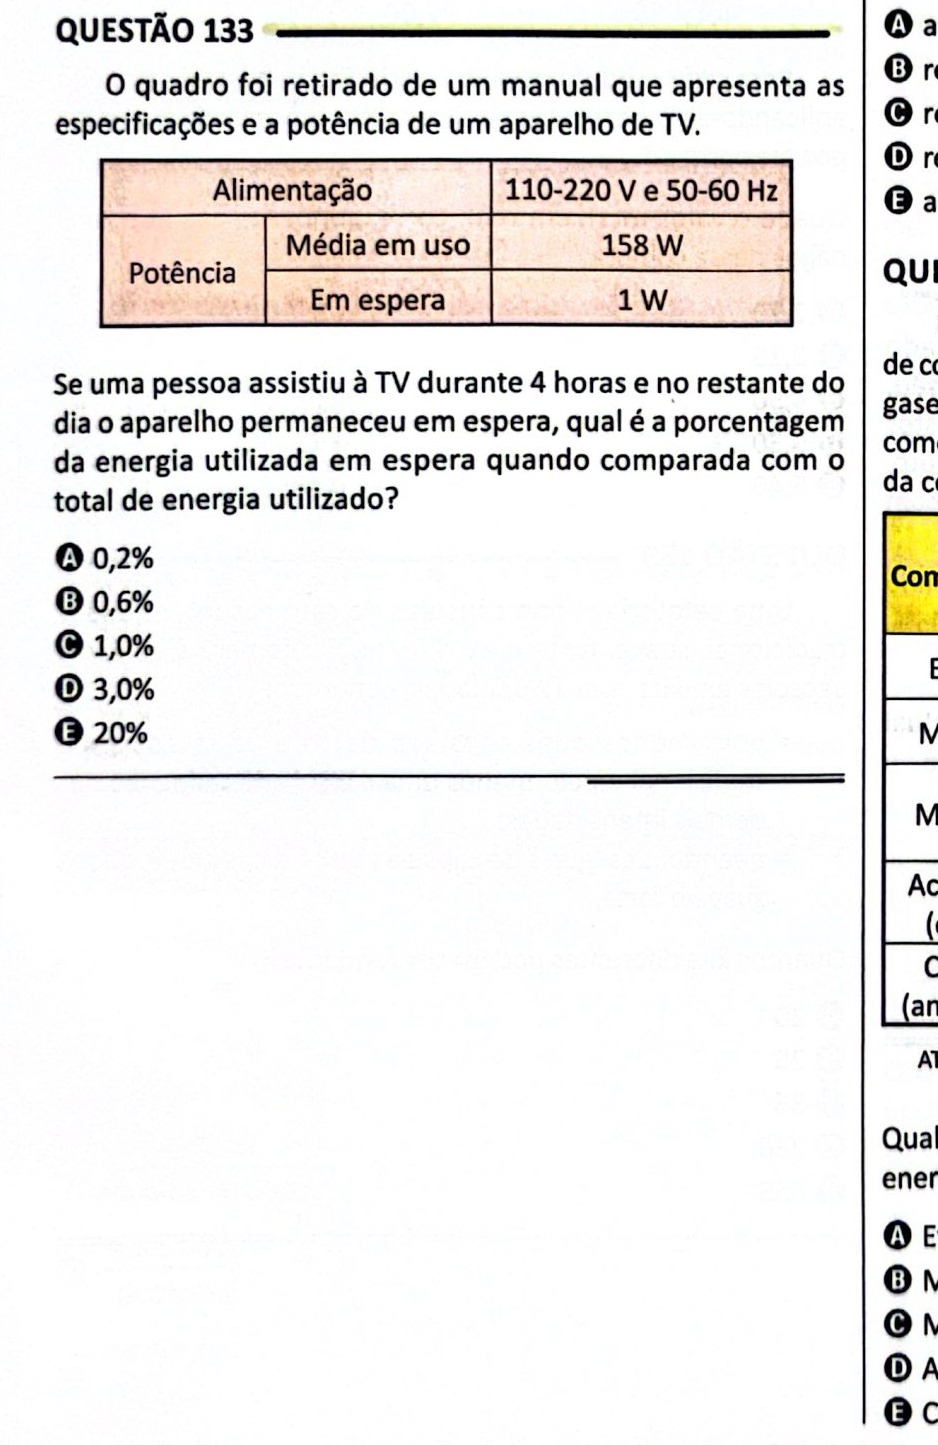 QUESTÃO 133
O quadro foi retirado de um manual que apresenta as
especificações e a potência de um aparelho de TV.
Alimentação 110-220 V e 50-60 Hz
Potência
Média em uso 158 W
Em espera 1 W
Se uma pessoa assistiu à TV durante 4 horas e no restante do
dia o aparelho permaneceu em espera, qual é a porcentagem
da energia utilizada em espera quando comparada com o
total de energia utilizado?
A 0,2%
B 0,6%
C 1,0%
D 3,0%
E 20%
A a
B r
C r
D re
E a
QUE
de co
gase
com
da c
Con
E
M
M
Ac
C
(an
AT
Qual
ener
A E
B M
C M
D A
E C